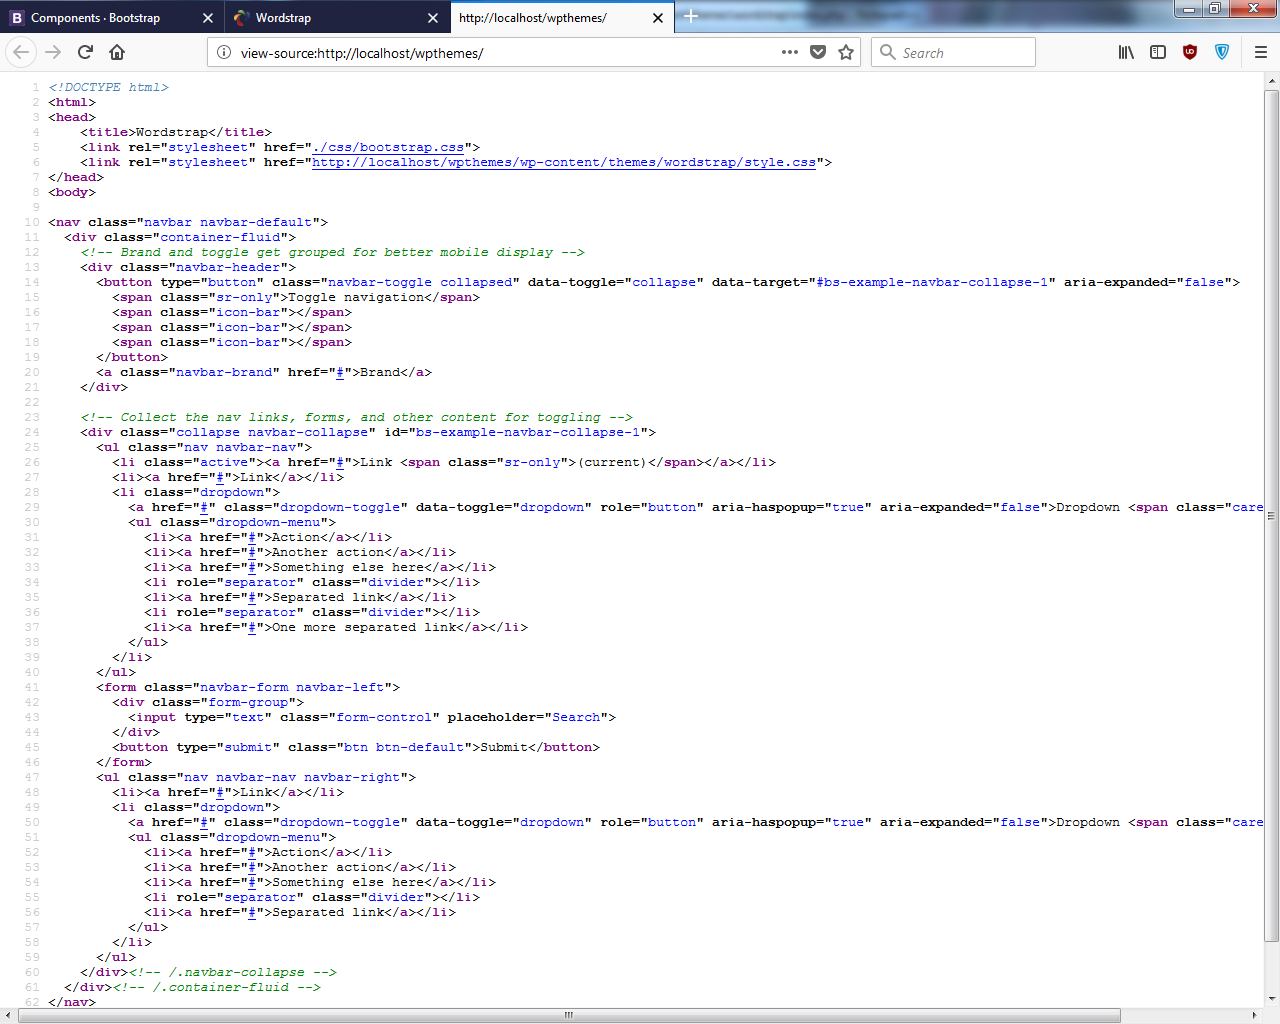 Components · Bootstrap
Wordstrap
http://localhost/wpthemes/
view-source:http://localhost/wpthemes/
Search
1 <!DOCTYPE html>
2 <html>
3 <head>
4 <title>Wordstrap</title>
5 <link rel="stylesheet" href="./css/bootstrap.css">
6 <link rel="stylesheet" href="http://localhost/wpthemes/wp-content/themes/wordstrap/style.css">
7 </head>
8 <body>
9
10 <nav class="navbar navbar-default">
11 <div class="container-fluid">
12 <!-- Brand and toggle get grouped for better mobile display -->
13 <div class="navbar-header">
14 <button type="button" class="navbar-toggle collapsed" data-toggle="collapse" data-target="#bs-example-navbar-collapse-1" aria-expanded="false">
15 <span class="sr-only">Toggle navigation</span>
16 <span class="icon-bar"></span>
17 <span class="icon-bar"></span>
18 <span class="icon-bar"></span>
19 </button>
20 <a class="navbar-brand" href="#">Brand</a>
21 </div>
22
23 <!-- Collect the nav links, forms, and other content for toggling -->
24 <div class="collapse navbar-collapse" id="bs-example-navbar-collapse-1">
25 <ul class="nav navbar-nav">
26 <li class="active"><a href="#">Link <span class="sr-only">(current)</span></a></li>
27 <li><a href="#">Link</a></li>
28 <li class="dropdown">
29 <a href="#" class="dropdown-toggle" data-toggle="dropdown" role="button" aria-haspopup="true" aria-expanded="false">Dropdown <span class="care
30 <ul class="dropdown-menu">
31 <li><a href="#">Action</a></li>
32 <li><a href="#">Another action</a></li>
33 <li><a href="#">Something else here</a></li>
34 <li role="separator" class="divider"></li>
35 <li><a href="#">Separated link</a></li>
36 <li role="separator" class="divider"></li>
37 <li><a href="#">One more separated link</a></li>
38 </ul>
39 </li>
40 </ul>
41 <form class="navbar-form navbar-left">
42 <div class="form-group">
43 <input type="text" class="form-control" placeholder="Search">
44 </div>
45 <button type="submit" class="btn btn-default">Submit</button>
46 </form>
47 <ul class="nav navbar-nav navbar-right">
48 <li><a href="#">Link</a></li>
49 <li class="dropdown">
50 <a href="#" class="dropdown-toggle" data-toggle="dropdown" role="button" aria-haspopup="true" aria-expanded="false">Dropdown <span class="care
51 <ul class="dropdown-menu">
52 <li><a href="#">Action</a></li>
53 <li><a href="#">Another action</a></li>
54 <li><a href="#">Something else here</a></li>
55 <li role="separator" class="divider"></li>
56 <li><a href="#">Separated link</a></li>
57 </ul>
58 </li>
59 </ul>
60 </div><!-- /.navbar-collapse -->
61 </div><!-- /.container-fluid -->
62 </nav>